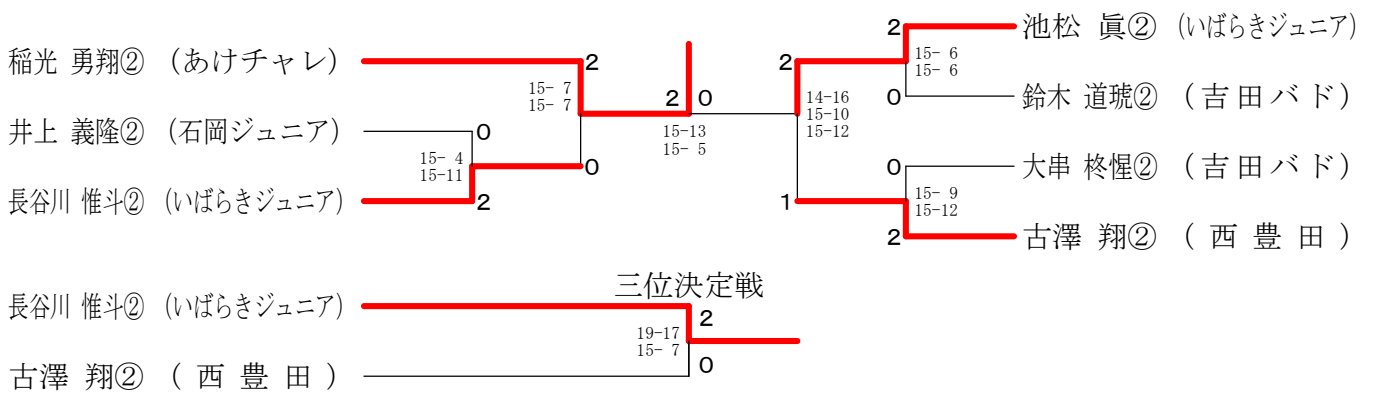 稲光 勇翔② (あけチャレ)
井上 義隆② (石岡ジュニア)
長谷川 惟斗② (いばらきジュニア)
2
15- 7
15- 7
0
15- 4
15-11
2
0
2 0
15-13
15- 5
2
14-16
15-10
15-12
1
2
15- 6
15- 6
0
0
15- 9
15-12
2
池松 眞② (いばらきジュニア)
鈴木 道琥② (吉田バド)
大串 柊惺② (吉田バド)
古澤 翔② (西豊田)
三位決定戦
長谷川 惟斗② (いばらきジュニア)
2
19-17
15- 7
0
古澤 翔② (西豊田)